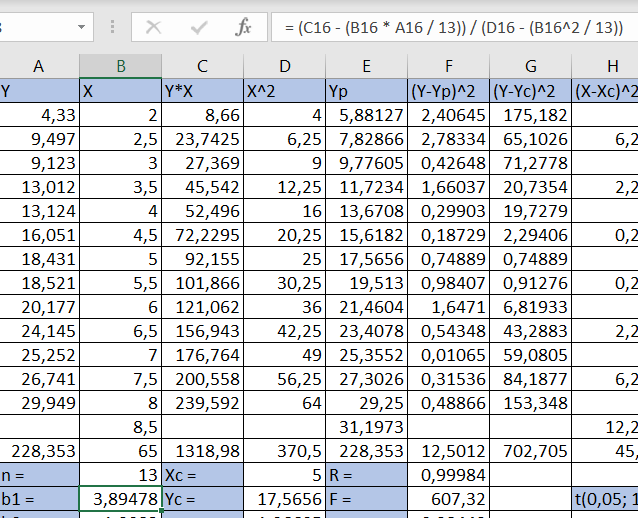 = (C16 - (B16 * A16 / 13)) / (D16 - (B16^2 / 13))
A B C D E F G H
Y X Y*X X^2 Yp (Y-Yp)^2 (Y-Yc)^2 (X-Xc)^2
4,33 2 8,66 4 5,88127 2,40645 175,182
9,497 2,5 23,7425 6,25 7,82866 2,78334 65,1026 6,2
9,123 3 27,369 9 9,77605 0,42648 71,2778
13,012 3,5 45,542 12,25 11,7234 1,66037 20,7354 2,2
13,124 4 52,496 16 13,6708 0,29903 19,7279
16,051 4,5 72,2295 20,25 15,6182 0,18729 2,29406 0,2
18,431 5 92,155 25 17,5656 0,74889 0,74889
18,521 5,5 101,866 30,25 19,513 0,98407 0,91276 0,2
20,177 6 121,062 36 21,4604 1,6471 6,81933
24,145 6,5 156,943 42,25 23,4078 0,54348 43,2883 2,2
25,252 7 176,764 49 25,3552 0,01065 59,0805
26,741 7,5 200,558 56,25 27,3026 0,31536 84,1877 6,2
29,949 8 239,592 64 29,25 0,48866 153,348
8,5 31,1973 12,2
228,353 65 1318,98 370,5 228,353 12,5012 702,705 45,
n = 13 Xc = 5 R = 0,99984
b1 = 3,89478 Yc = 17,5656 F = 607,32 t(0,05; 1